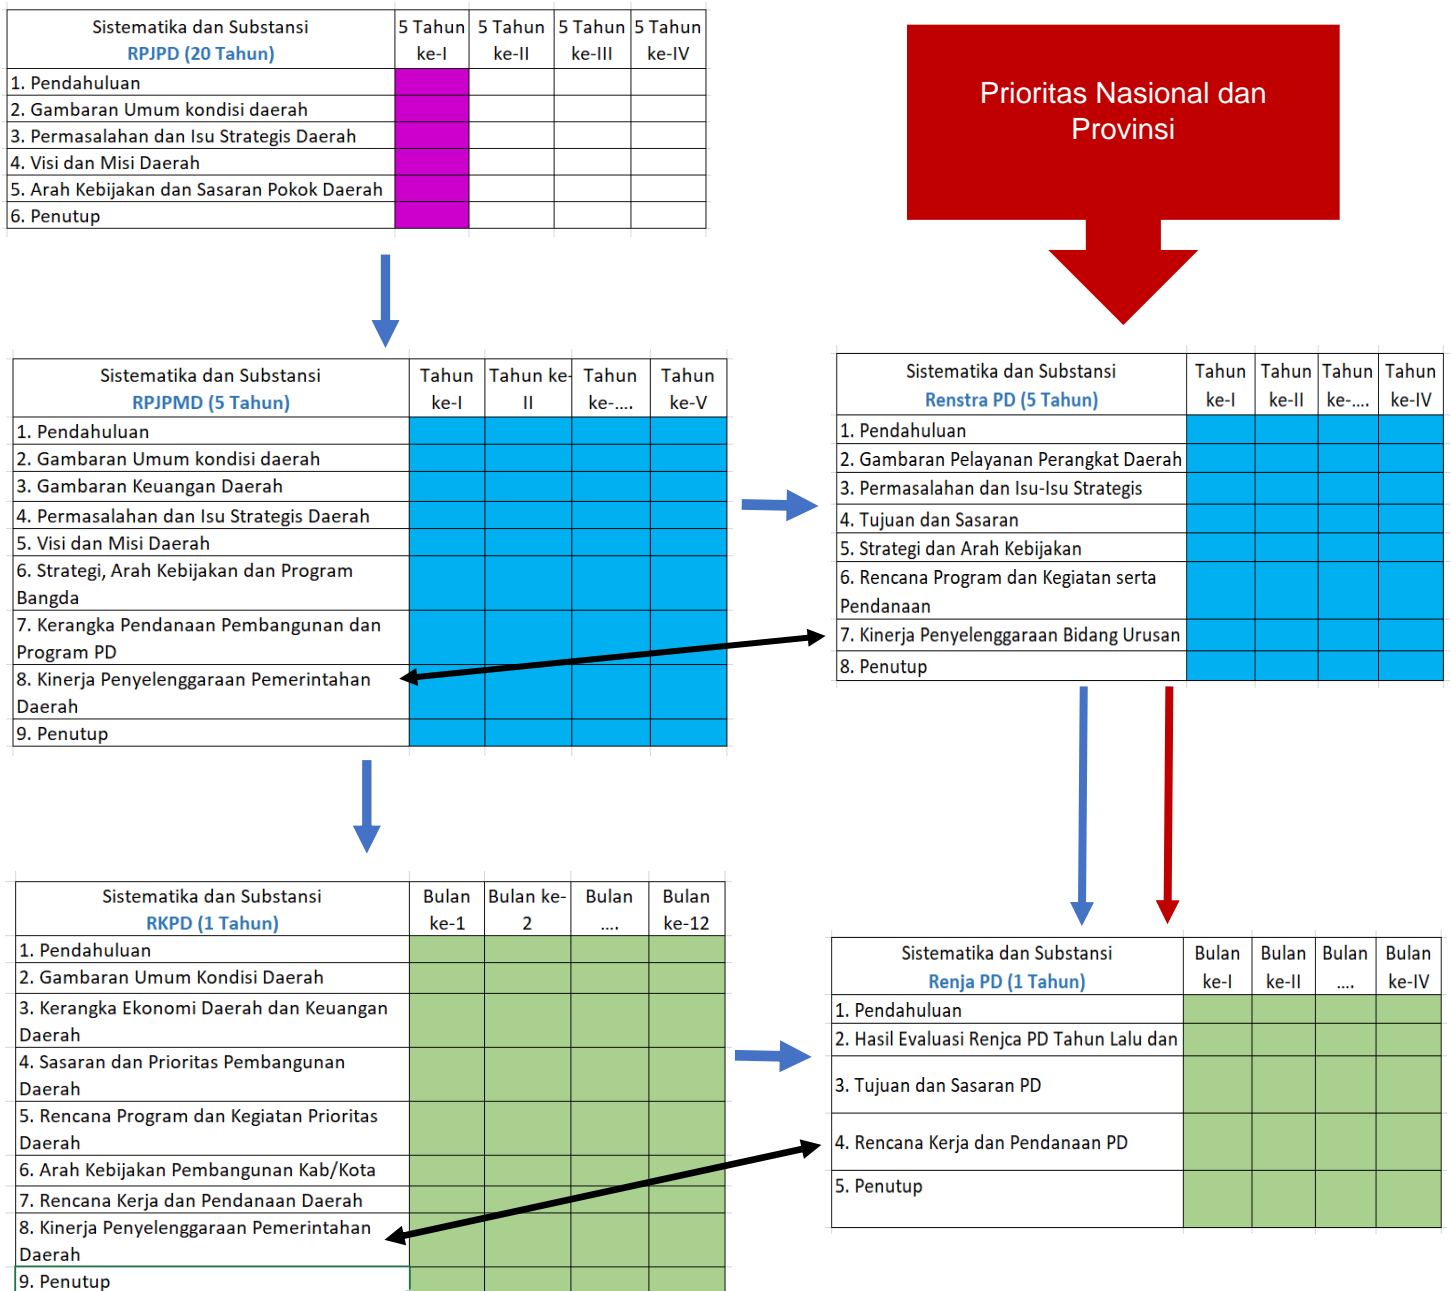 Sistematika dan Substansi
RPJPD (20 Tahun)
5 Tahun
ke-I
5 Tahun
ke-II
5 Tahun
ke-III
5 Tahun
ke-IV
1. Pendahuluan
2. Gambaran Umum kondisi daerah
3. Permasalahan dan Isu Strategis Daerah
4. Visi dan Misi Daerah
5. Arah Kebijakan dan Sasaran Pokok Daerah
6. Penutup
Prioritas Nasional dan
Provinsi
Sistematika dan Substansi
RPJPMD (5 Tahun)
Tahun
ke-I
Tahun ke-
II
Tahun
ke-....
Tahun
ke-V
1. Pendahuluan
2. Gambaran Umum kondisi daerah
3. Gambaran Keuangan Daerah
4. Permasalahan dan Isu Strategis Daerah
5. Visi dan Misi Daerah
6. Strategi, Arah Kebijakan dan Program
Bangda
7. Kerangka Pendanaan Pembangunan dan
Program PD
8. Kinerja Penyelenggaraan Pemerintahan
Daerah
9. Penutup
Sistematika dan Substansi
Renstra PD (5 Tahun)
Tahun
ke-I
Tahun
ke-II
Tahun
ke-....
Tahun
ke-IV
1. Pendahuluan
2. Gambaran Pelayanan Perangkat Daerah
3. Permasalahan dan Isu-Isu Strategis
4. Tujuan dan Sasaran
5. Strategi dan Arah Kebijakan
6. Rencana Program dan Kegiatan serta
Pendanaan
7. Kinerja Penyelenggaraan Bidang Urusan
8. Penutup
Sistematika dan Substansi
RKPD (1 Tahun)
Bulan
ke-1
Bulan ke-
2
Bulan
....
Bulan
ke-12
1. Pendahuluan
2. Gambaran Umum Kondisi Daerah
3. Kerangka Ekonomi Daerah dan Keuangan
Daerah
4. Sasaran dan Prioritas Pembangunan
Daerah
5. Rencana Program dan Kegiatan Prioritas
Daerah
6. Arah Kebijakan Pembangunan Kab/Kota
7. Rencana Kerja dan Pendanaan Daerah
8. Kinerja Penyelenggaraan Pemerintahan
Daerah
9. Penutup
Sistematika dan Substansi
Renja PD (1 Tahun)
Bulan
ke-I
Bulan
ke-II
Bulan
....
Bulan
ke-IV
1. Pendahuluan
2. Hasil Evaluasi Renjca PD Tahun Lalu dan
3. Tujuan dan Sasaran PD
4. Rencana Kerja dan Pendanaan PD
5. Penutup